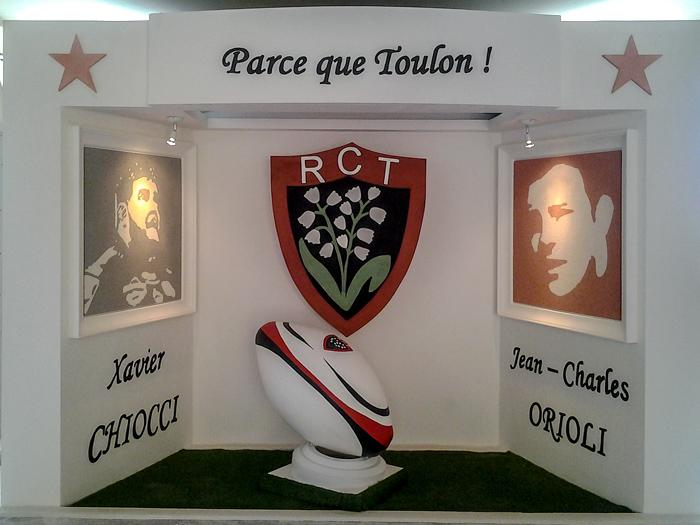 Parce que Toulon !
RCT
Xavier
CHIOCCI
Jean – Charles
ORIOLI